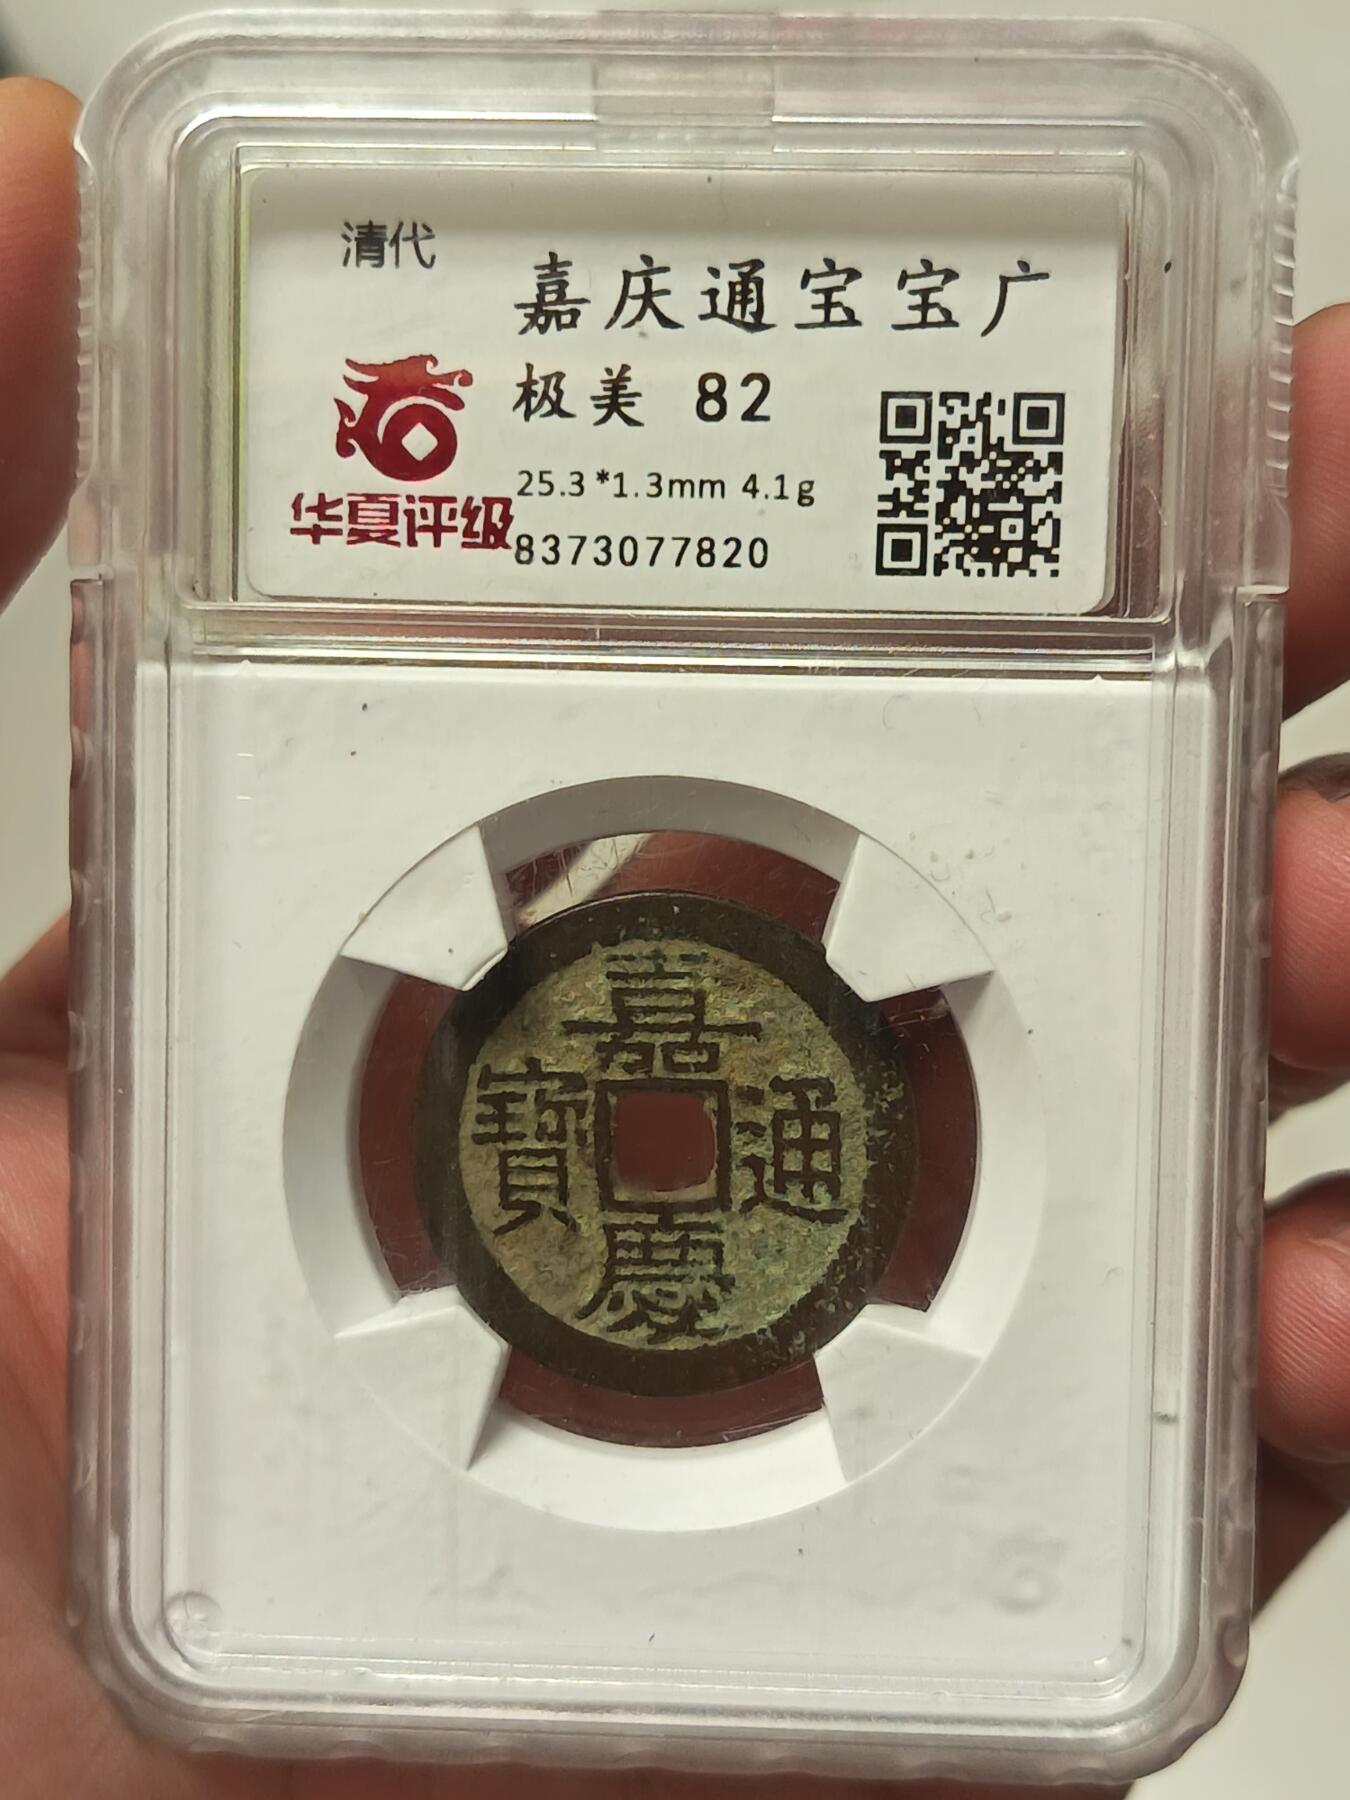 清代
嘉庆通宝宝广
极美 82
25.3*1.3mm 4.1g
华夏评级
8373077820
嘉
寶 通
慶